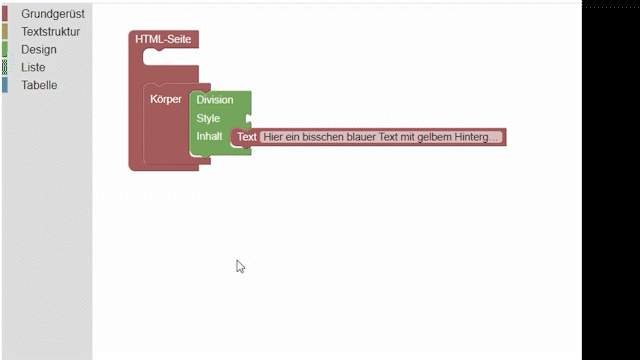 Grundgerüst
Textstruktur
Design
Liste
Tabelle
HTML-Seite
Körper
Division
Style
Inhalt
Text Hier ein bisschen blauer Text mit gelbem Hinterg...